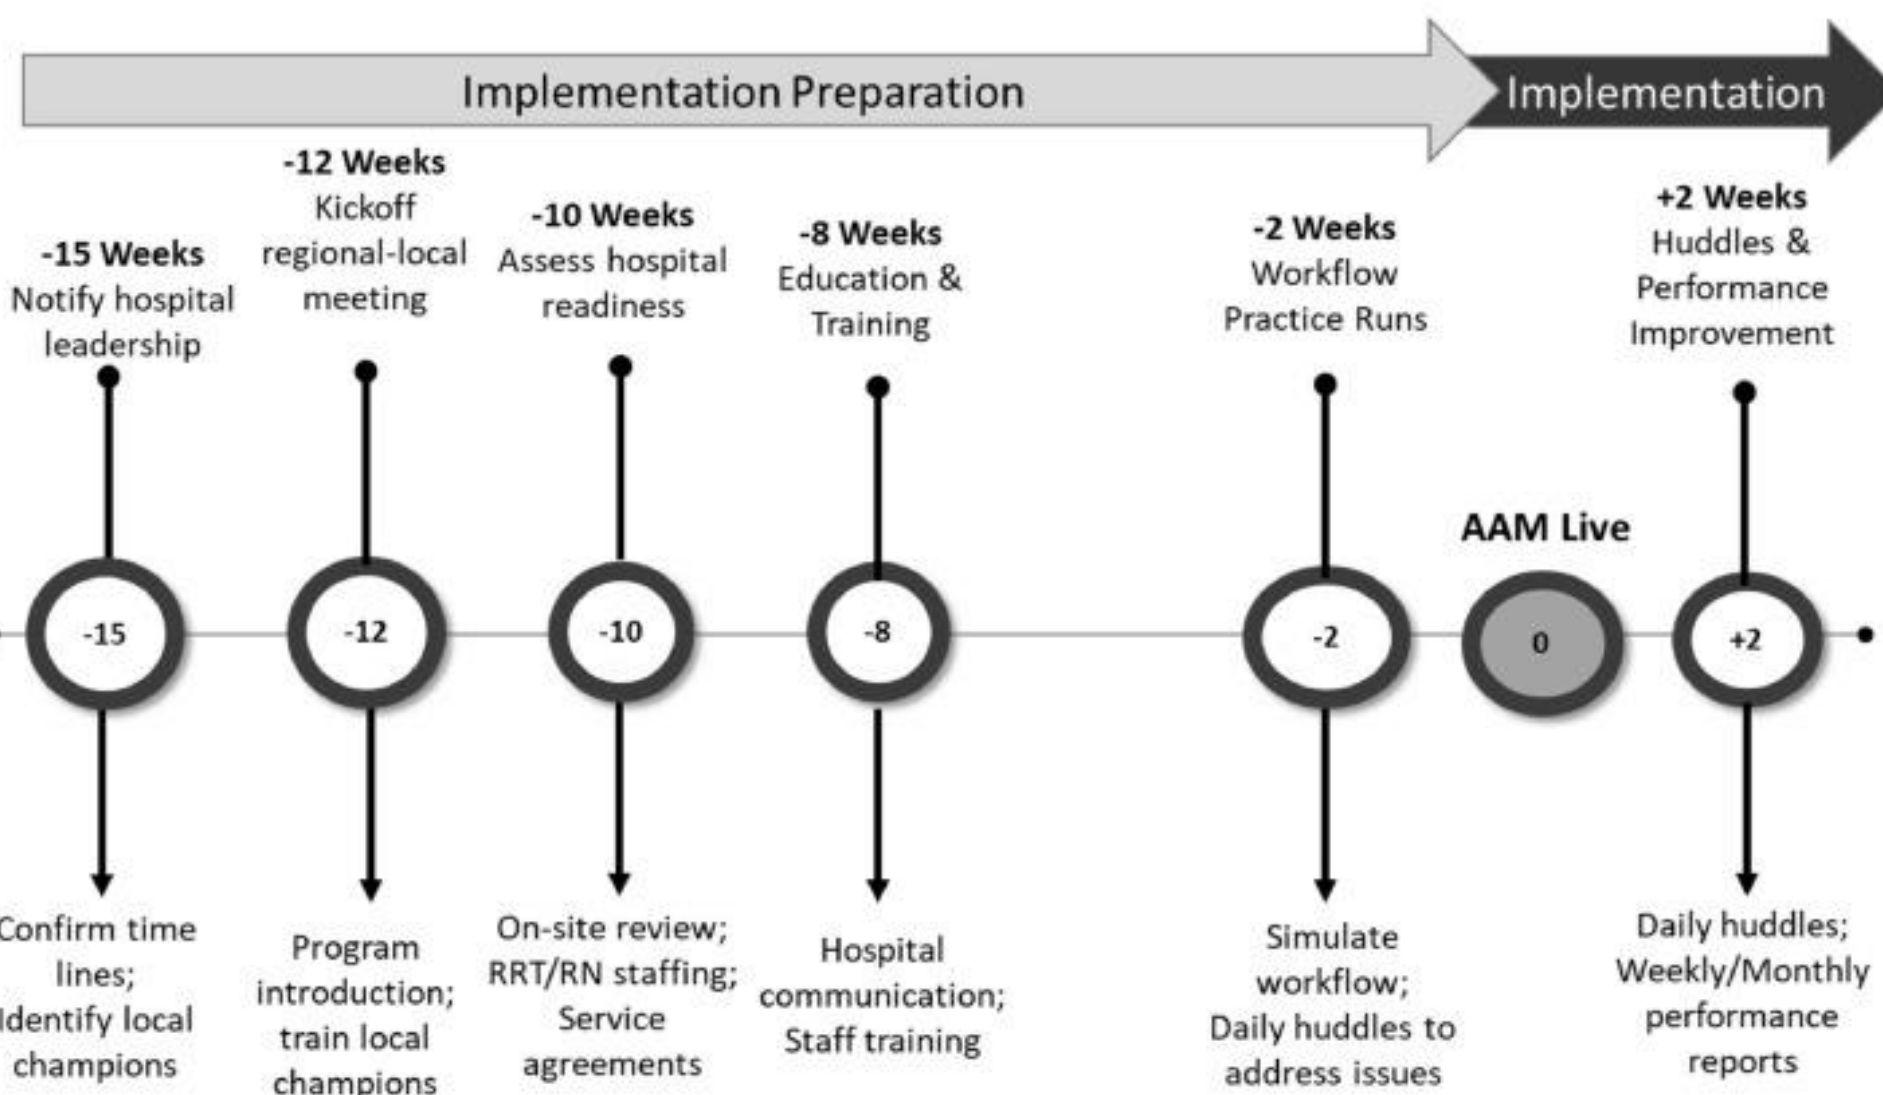 Implementation Preparation
Implementation
-15 Weeks
Notify hospital
leadership
-12 Weeks
Kickoff
regional-local
meeting
-10 Weeks
Assess hospital
readiness
-8 Weeks
Education &
Training
-2 Weeks
Workflow
Practice Runs
+2 Weeks
Huddles &
Performance
Improvement
AAM Live
-15
-12
-10
-8
-2
0
+2
Confirm time
lines;
Identify local
champions
Program
introduction;
train local
champions
On-site review;
RRT/RN staffing;
Service
agreements
Hospital
communication;
Staff training
Simulate
workflow;
Daily huddles to
address issues
Daily huddles;
Weekly/Monthly
performance
reports